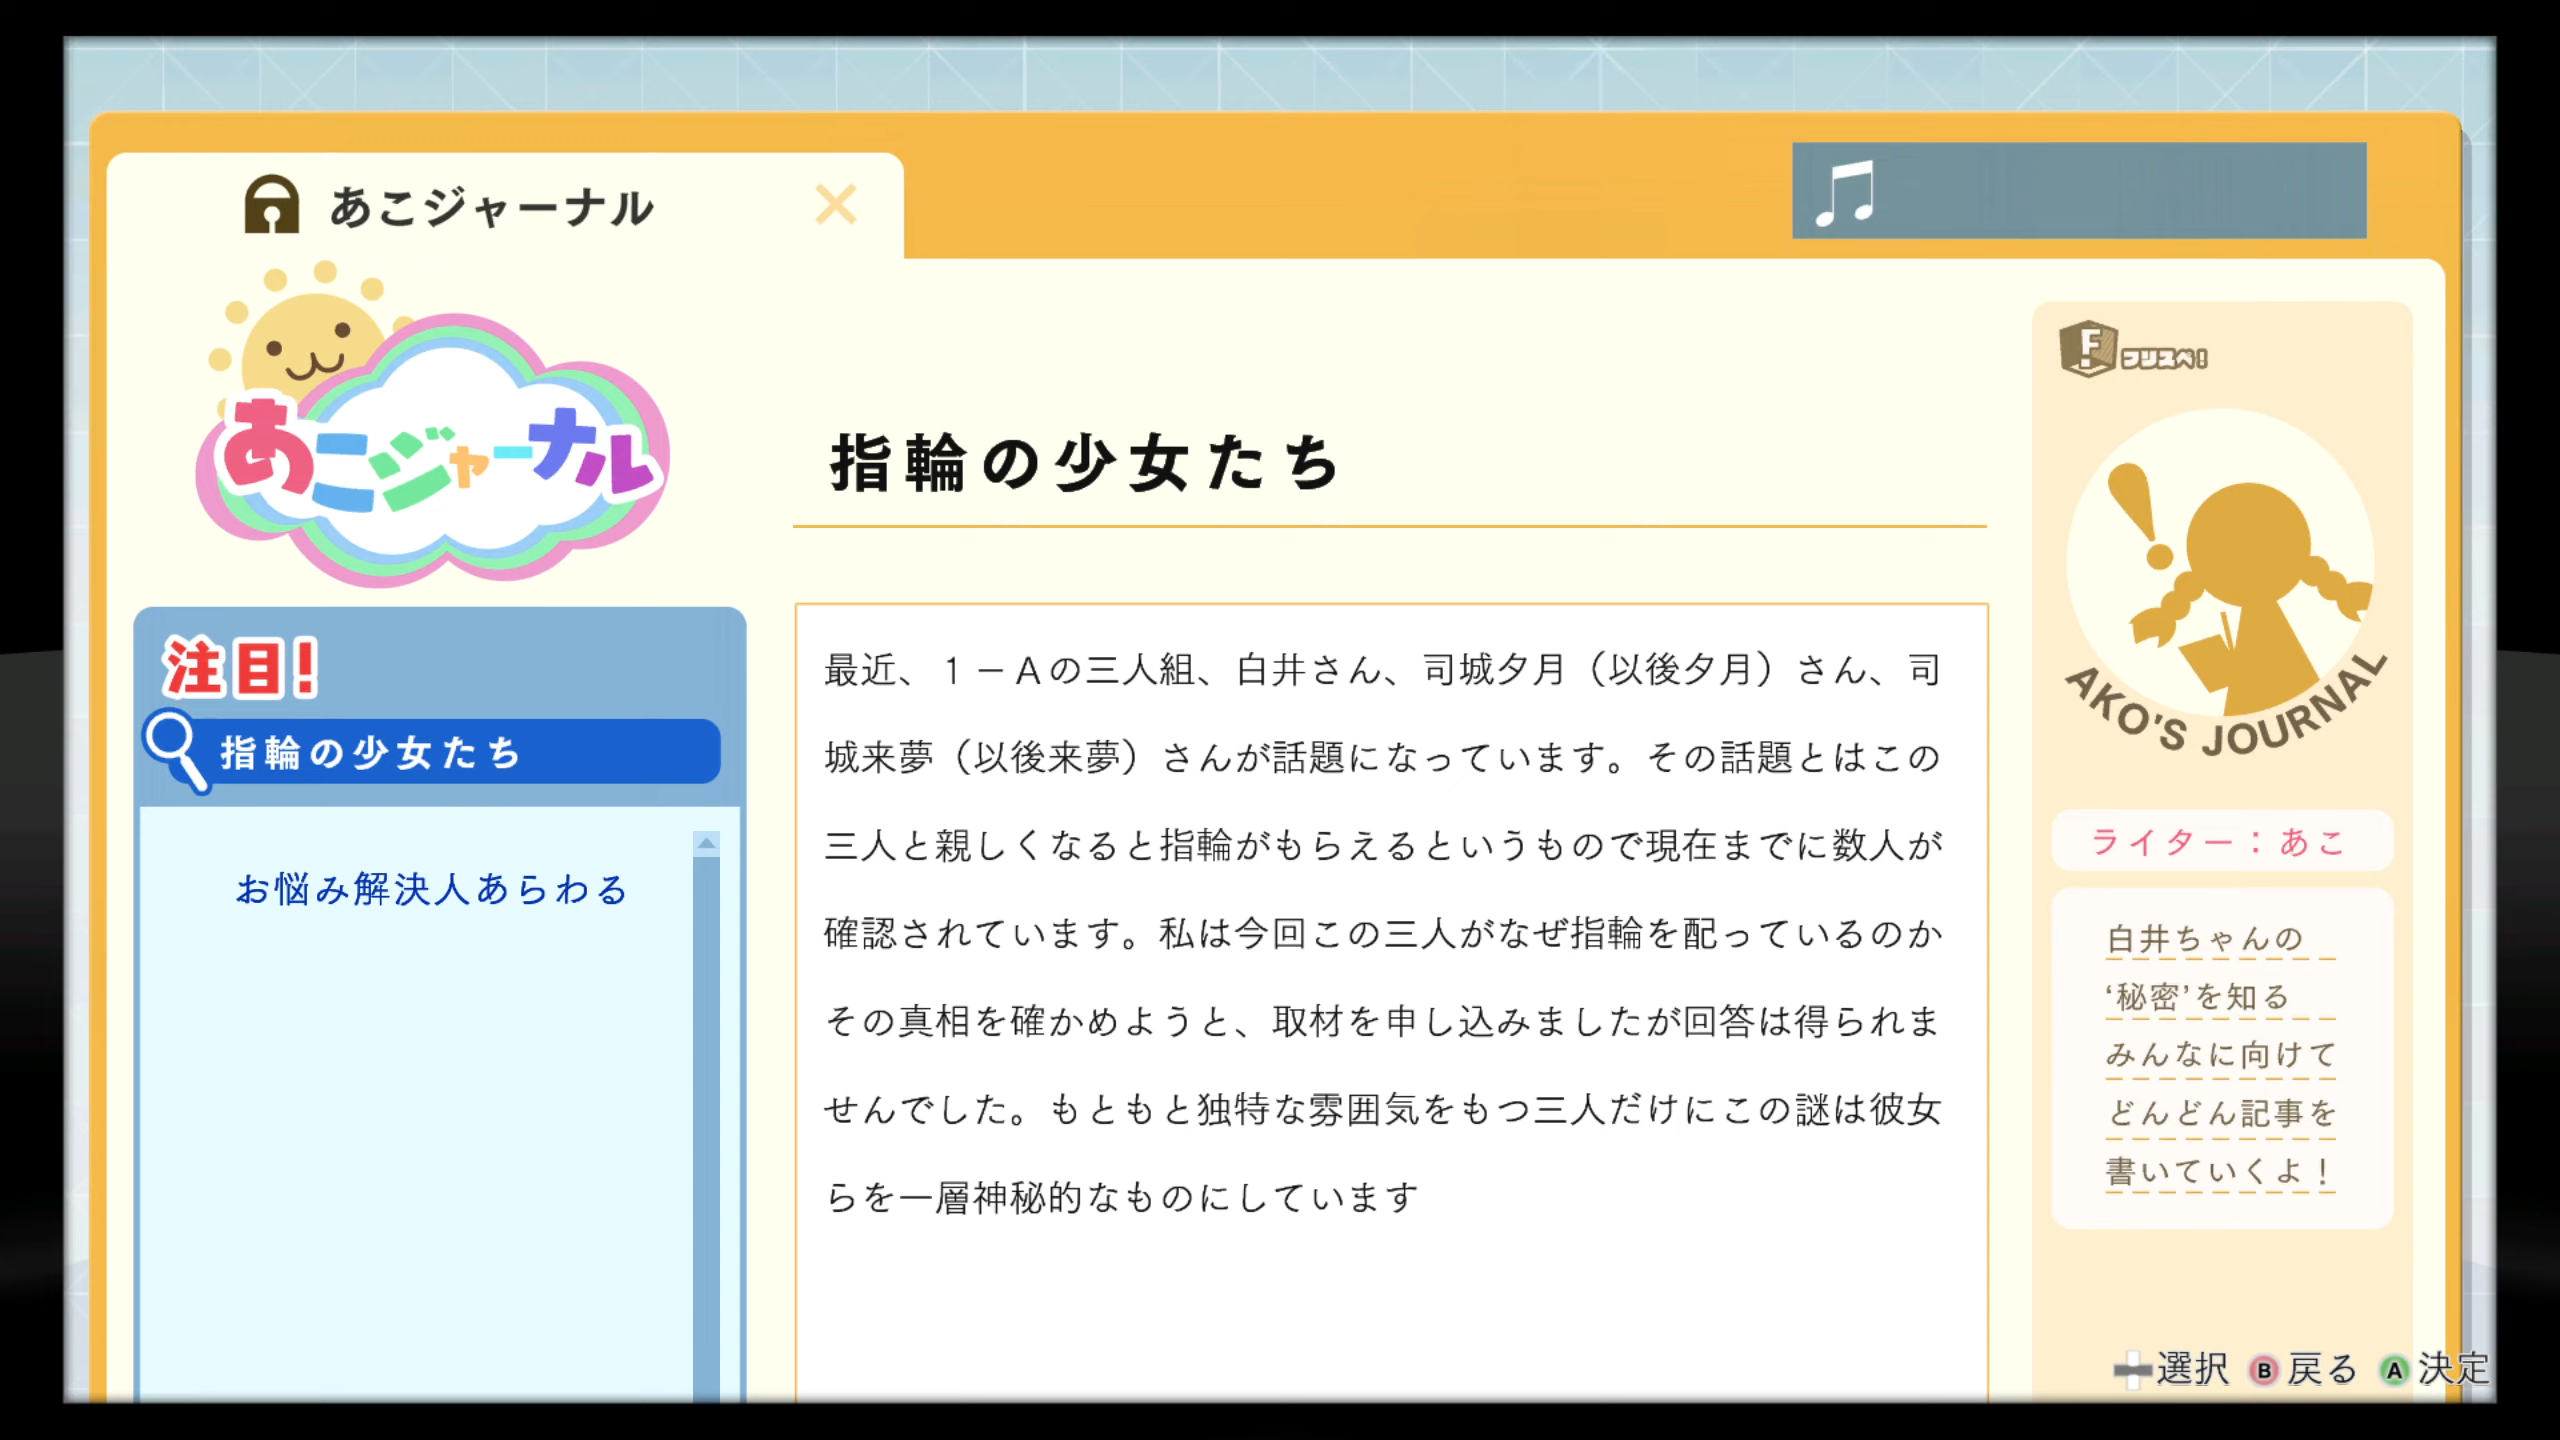 あこジャーナル
あこジャーナル
注目!
指輪の少女たち
お悩み解決人あらわる
指輪の少女たち
最近、１－Ａの三人組、白井さん、司城夕月（以後夕月）さん、司
城来夢（以後来夢）さんが話題になっています。その話題とはこの
三人と親しくなると指輪がもらえるというもので現在までに数人が
確認されています。私は今回この三人がなぜ指輪を配っているのか
その真相を確かめようと、取材を申し込みましたが回答は得られま
せんでした。もともと独特な雰囲気をもつ三人だけにこの謎は彼女
らを一層神秘的なものにしています
F! フリスペ!
AKO'S JOURNAL
ライター：あこ
白井ちゃんの
‘秘密’を知る
みんなに向けて
どんどん記事を
書いていくよ！
選択 B 戻る A 決定